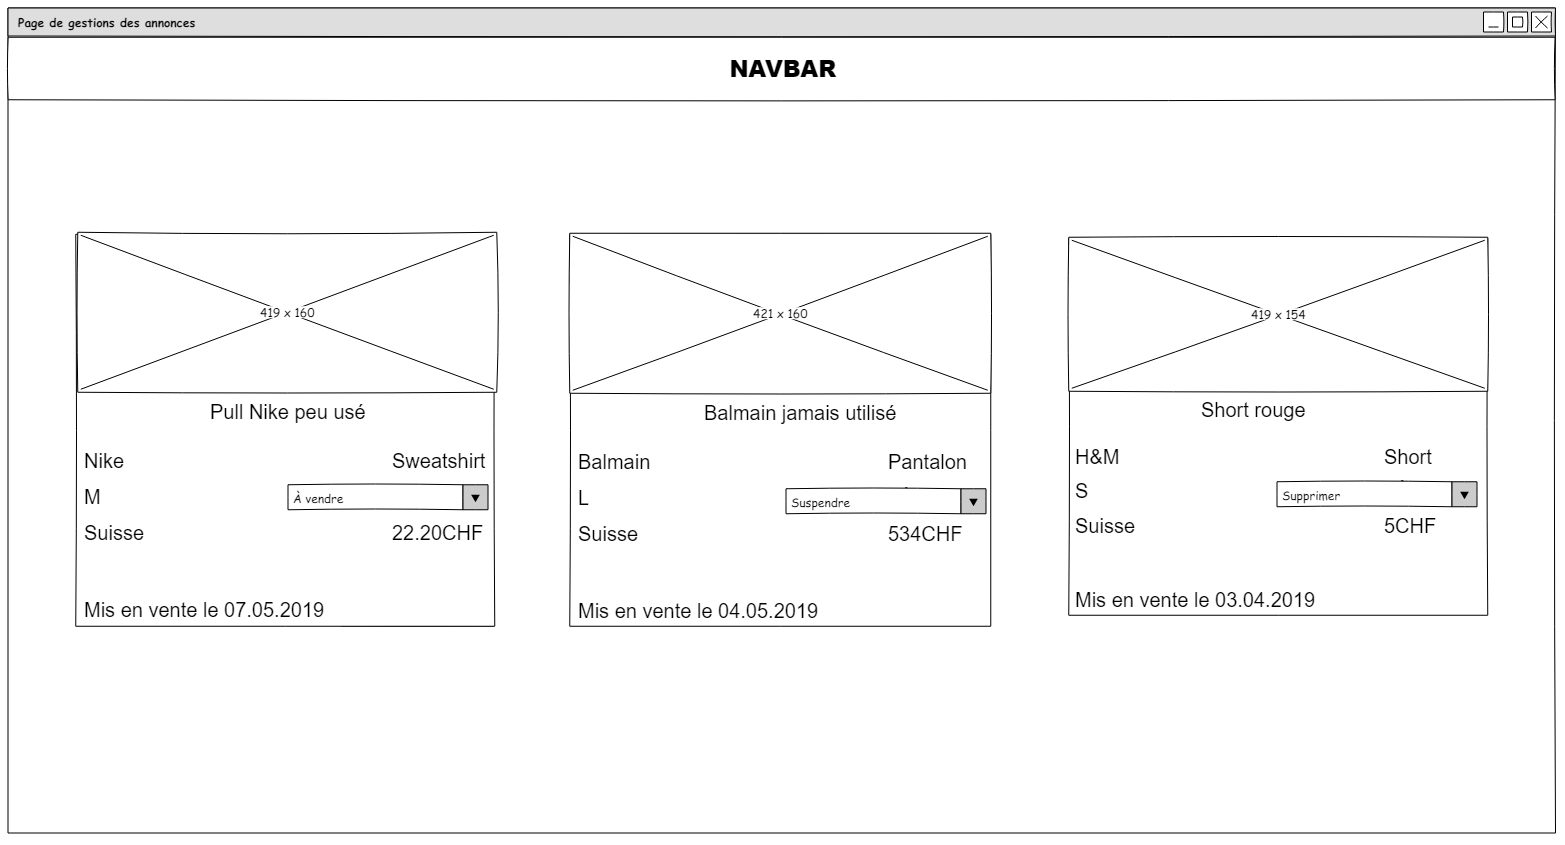 Page de gestions des annonces
NAVBAR
419 x 160
Pull Nike peu usé
Nike
Sweatshirt
M
À vendre
Suisse
22.20CHF
Mis en vente le 07.05.2019
421 x 160
Balmain jamais utilisé
Balmain
Pantalon
L
Suspendre
Suisse
534CHF
Mis en vente le 04.05.2019
419 x 154
Short rouge
H&M
Short
S
Supprimer
Suisse
5CHF
Mis en vente le 03.04.2019